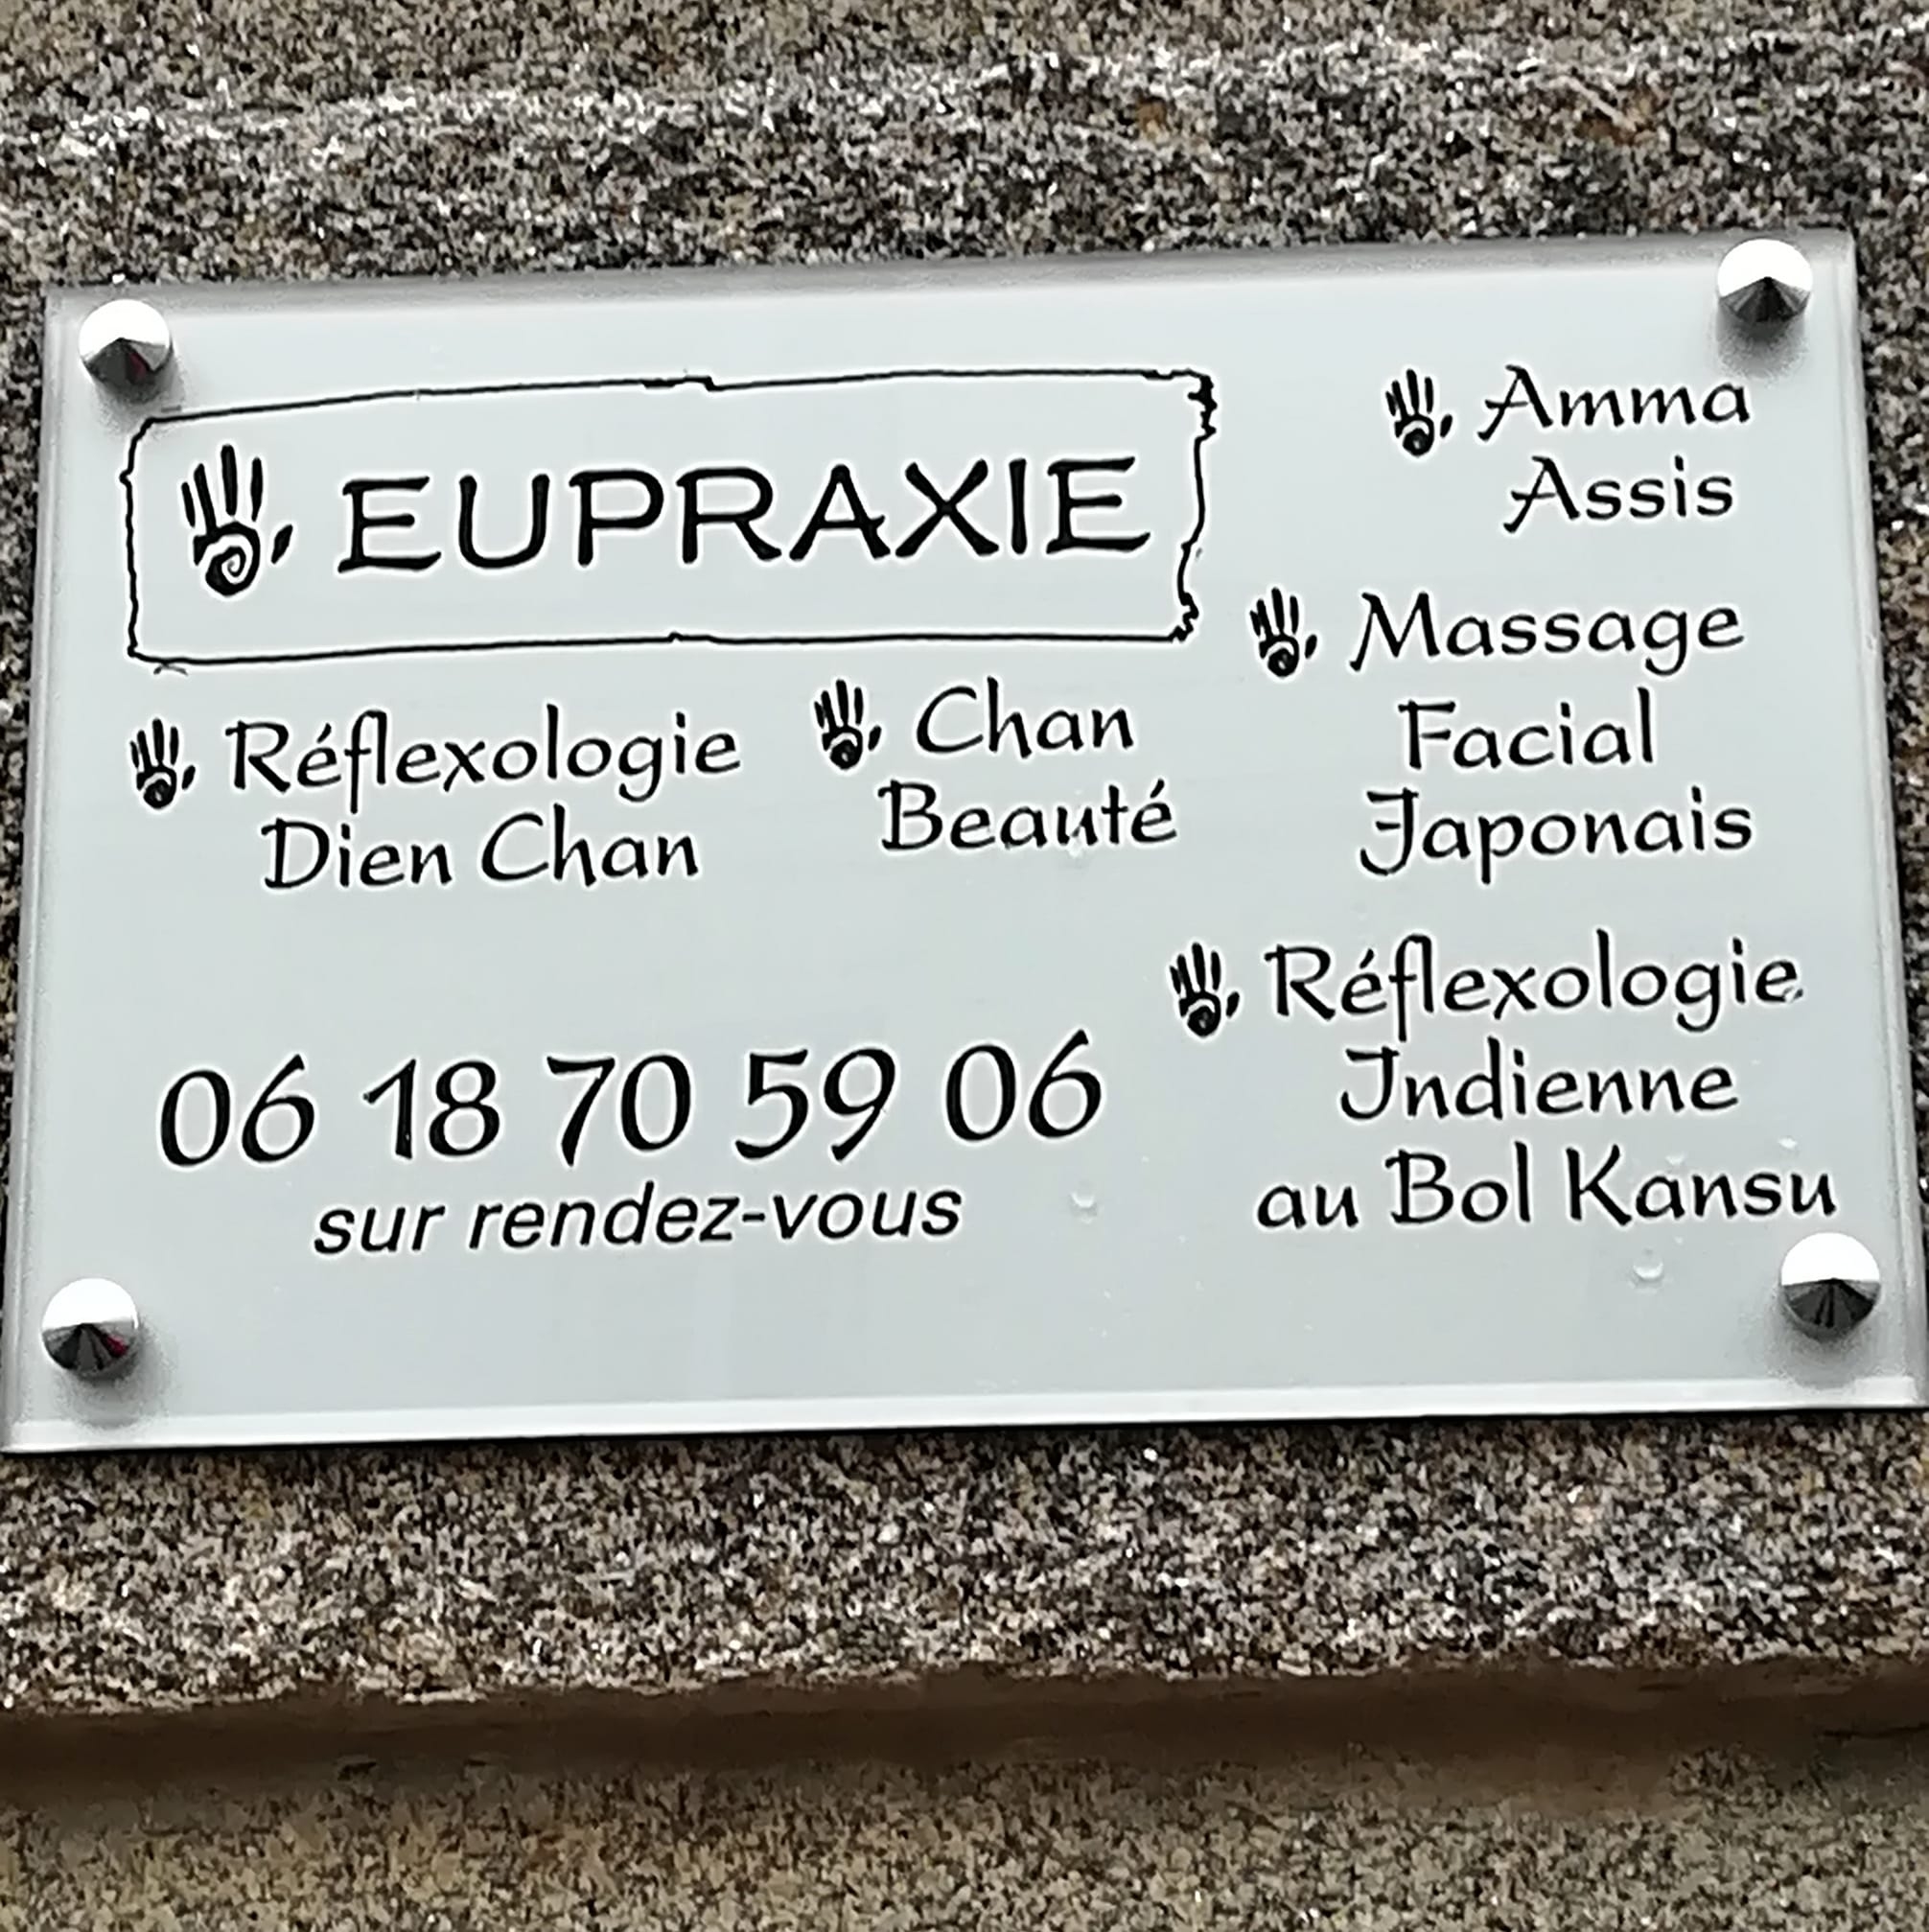 EUPRAXIE
Réflexologie
Dien Chan
Chan
Beauté
06 18 70 59 06
sur rendez-vous
Amma
Assis
Massage
Facial
Japonais
Réflexologie
Indienne
au Bol Kansu